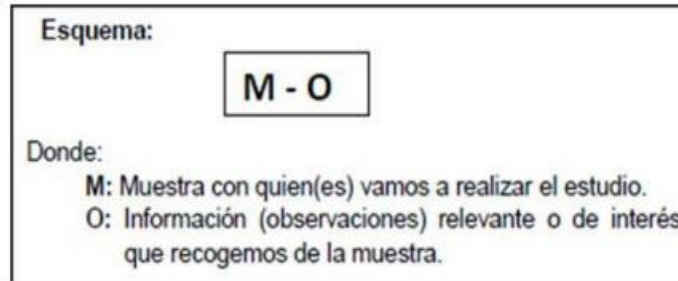 Esquema:
M - O
Donde:
M: Muestra con quien(es) vamos a realizar el estudio.
O: Información (observaciones) relevante o de interés
que recogemos de la muestra.